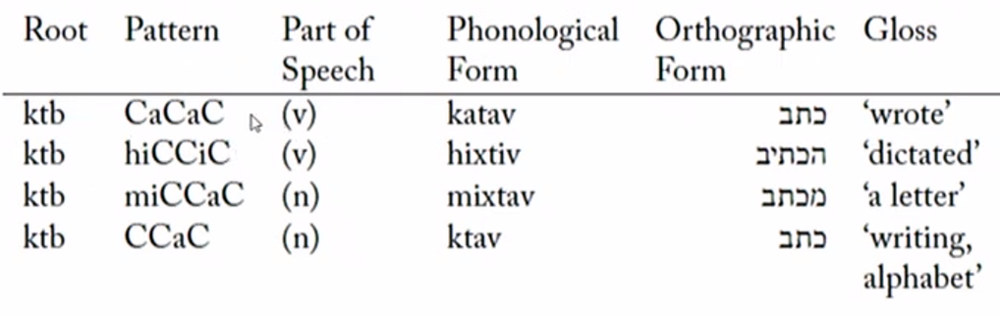 Root Pattern Part of Speech Phonological Form Orthographic Form Gloss
ktb CaCaC (v) katav כתב ‘wrote’
ktb hiCCiC (v) hixtiv הכתיב ‘dictated’
ktb miCCaC (n) mixtav מכתב ‘a letter’
ktb CCaC (n) ktav כתב ‘writing,
alphabet’